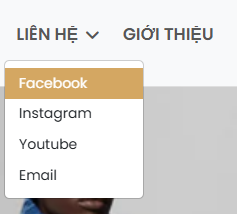 LIÊN HỆ GIỚI THIỆU
Facebook
Instagram
Youtube
Email